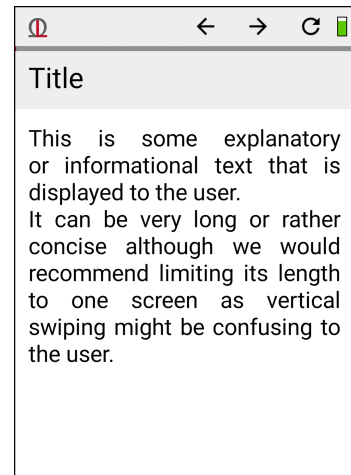 Title
This is some explanatory
or informational text that is
displayed to the user.
It can be very long or rather
concise although we would
recommend limiting its length
to one screen as vertical
swiping might be confusing to
the user.